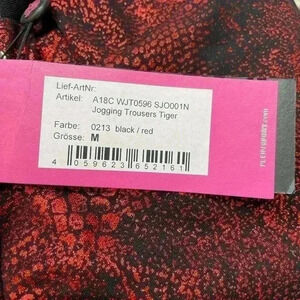 Lief-ArtNr:
Artikel: A18C WJT0596 SJO001N
Jogging Trousers Tiger
Farbe: 0213 black / red
Grösse: M
4 059623 652161